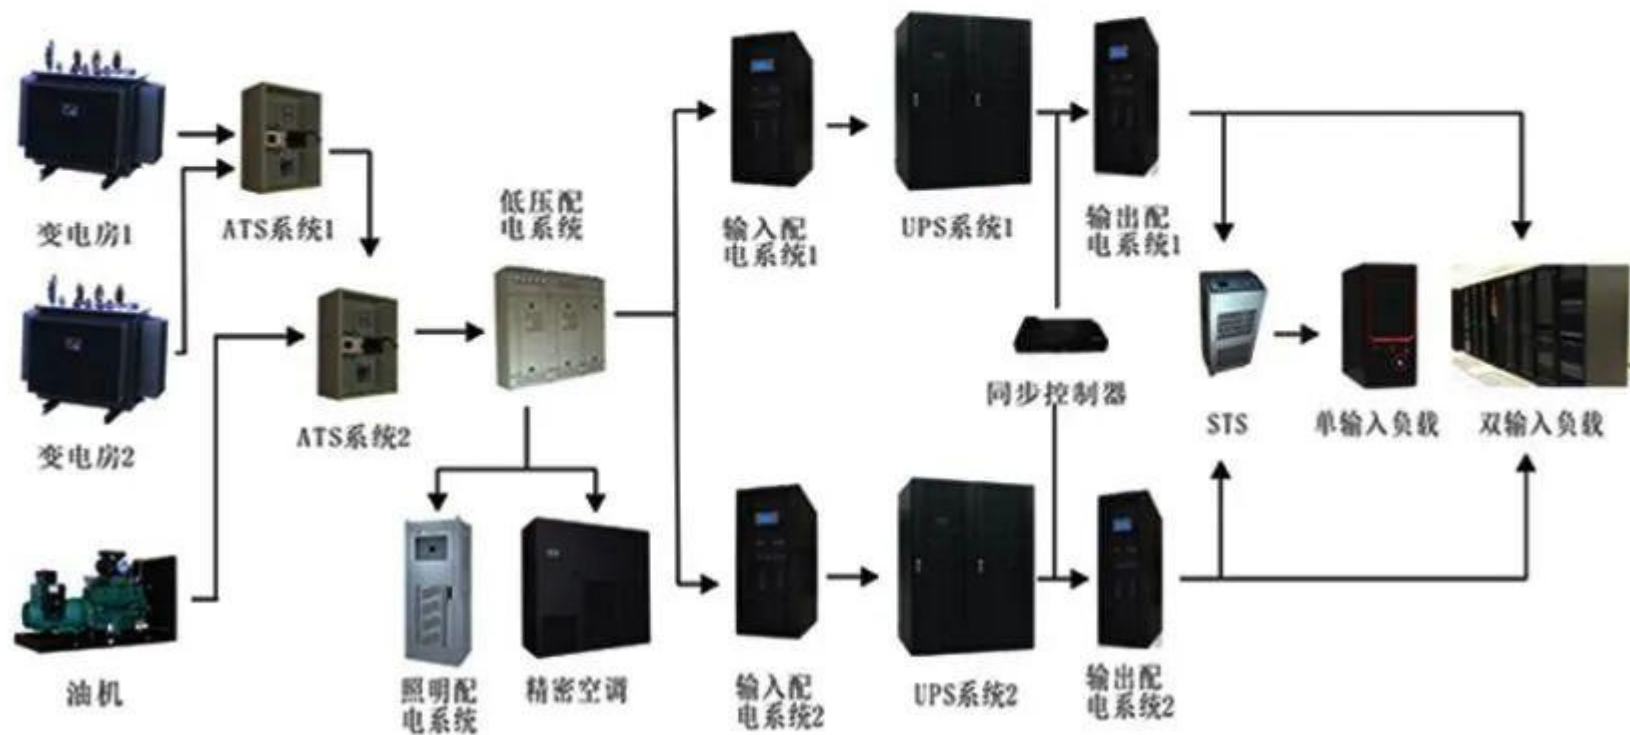 变电房1
ATS系统1
低压配
电系统
输入配
电系统1
UPS系统1
输出配
电系统1
变电房2
ATS系统2
同步控制器
STS
单输入负载
双输入负载
油机
照明配
电系统
精密空调
输入配
电系统2
UPS系统2
输出配
电系统2